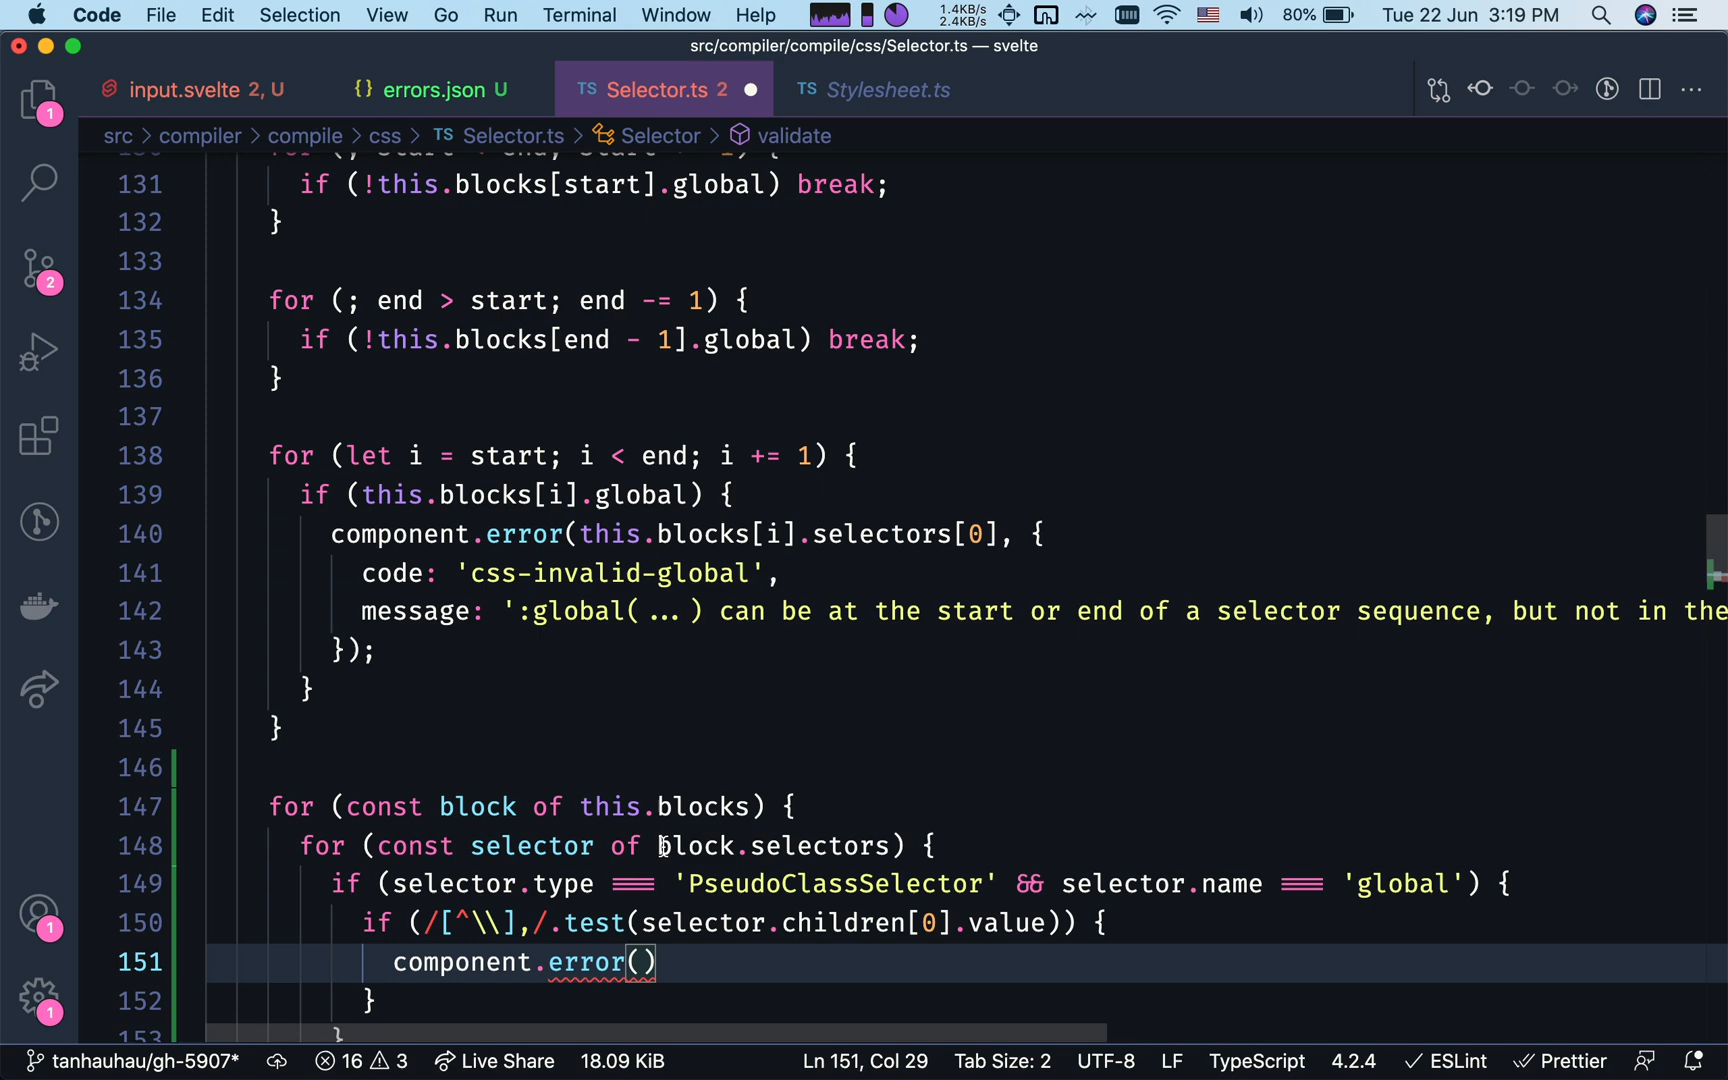 Code File Edit Selection View Go Run Terminal Window Help 1.4KB/s 2.4KB/s 80% Tue 22 Jun 3:19 PM
src/compiler/compile/css/Selector.ts — svelte
input.svelte 2, U {} errors.json U TS Selector.ts 2 TS Stylesheet.ts
src > compiler > compile > css > TS Selector.ts > Selector > validate
131 if (!this.blocks[start].global) break;
132 }
133
134 for (; end > start; end -= 1) {
135 if (!this.blocks[end - 1].global) break;
136 }
137
138 for (let i = start; i < end; i += 1) {
139 if (this.blocks[i].global) {
140 component.error(this.blocks[i].selectors[0], {
141 code: 'css-invalid-global',
142 message: ':global(...) can be at the start or end of a selector sequence, but not in the
143 });
144 }
145 }
146
147 for (const block of this.blocks) {
148 for (const selector of block.selectors) {
149 if (selector.type === 'PseudoClassSelector' && selector.name === 'global') {
150 if (/[^\\],/.test(selector.children[0].value)) {
151 component.error()
152 }
153 }
1
2
1
1
tanhauhau/gh-5907* 16 3 Live Share 18.09 KiB Ln 151, Col 29 Tab Size: 2 UTF-8 LF TypeScript 4.2.4 ESLint Prettier